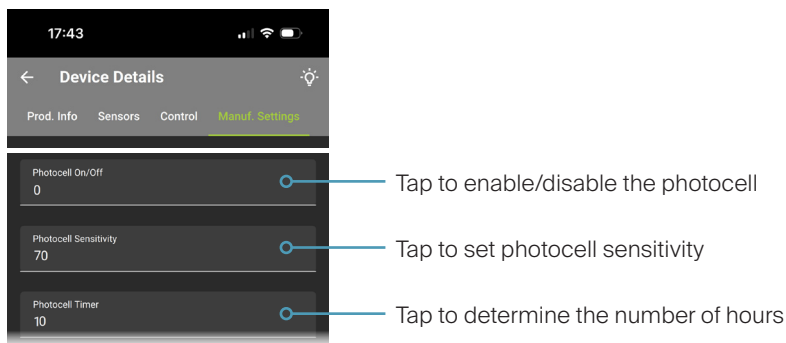 17:43
Device Details
Prod. Info Sensors Control Manuf. Settings
Photocell On/Off
0
Tap to enable/disable the photocell
Photocell Sensitivity
70
Tap to set photocell sensitivity
Photocell Timer
10
Tap to determine the number of hours